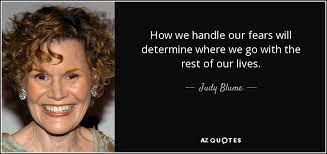 How we handle our fears will
determine where we go with the
rest of our lives.
— Judy Blume —
AZ QUOTES